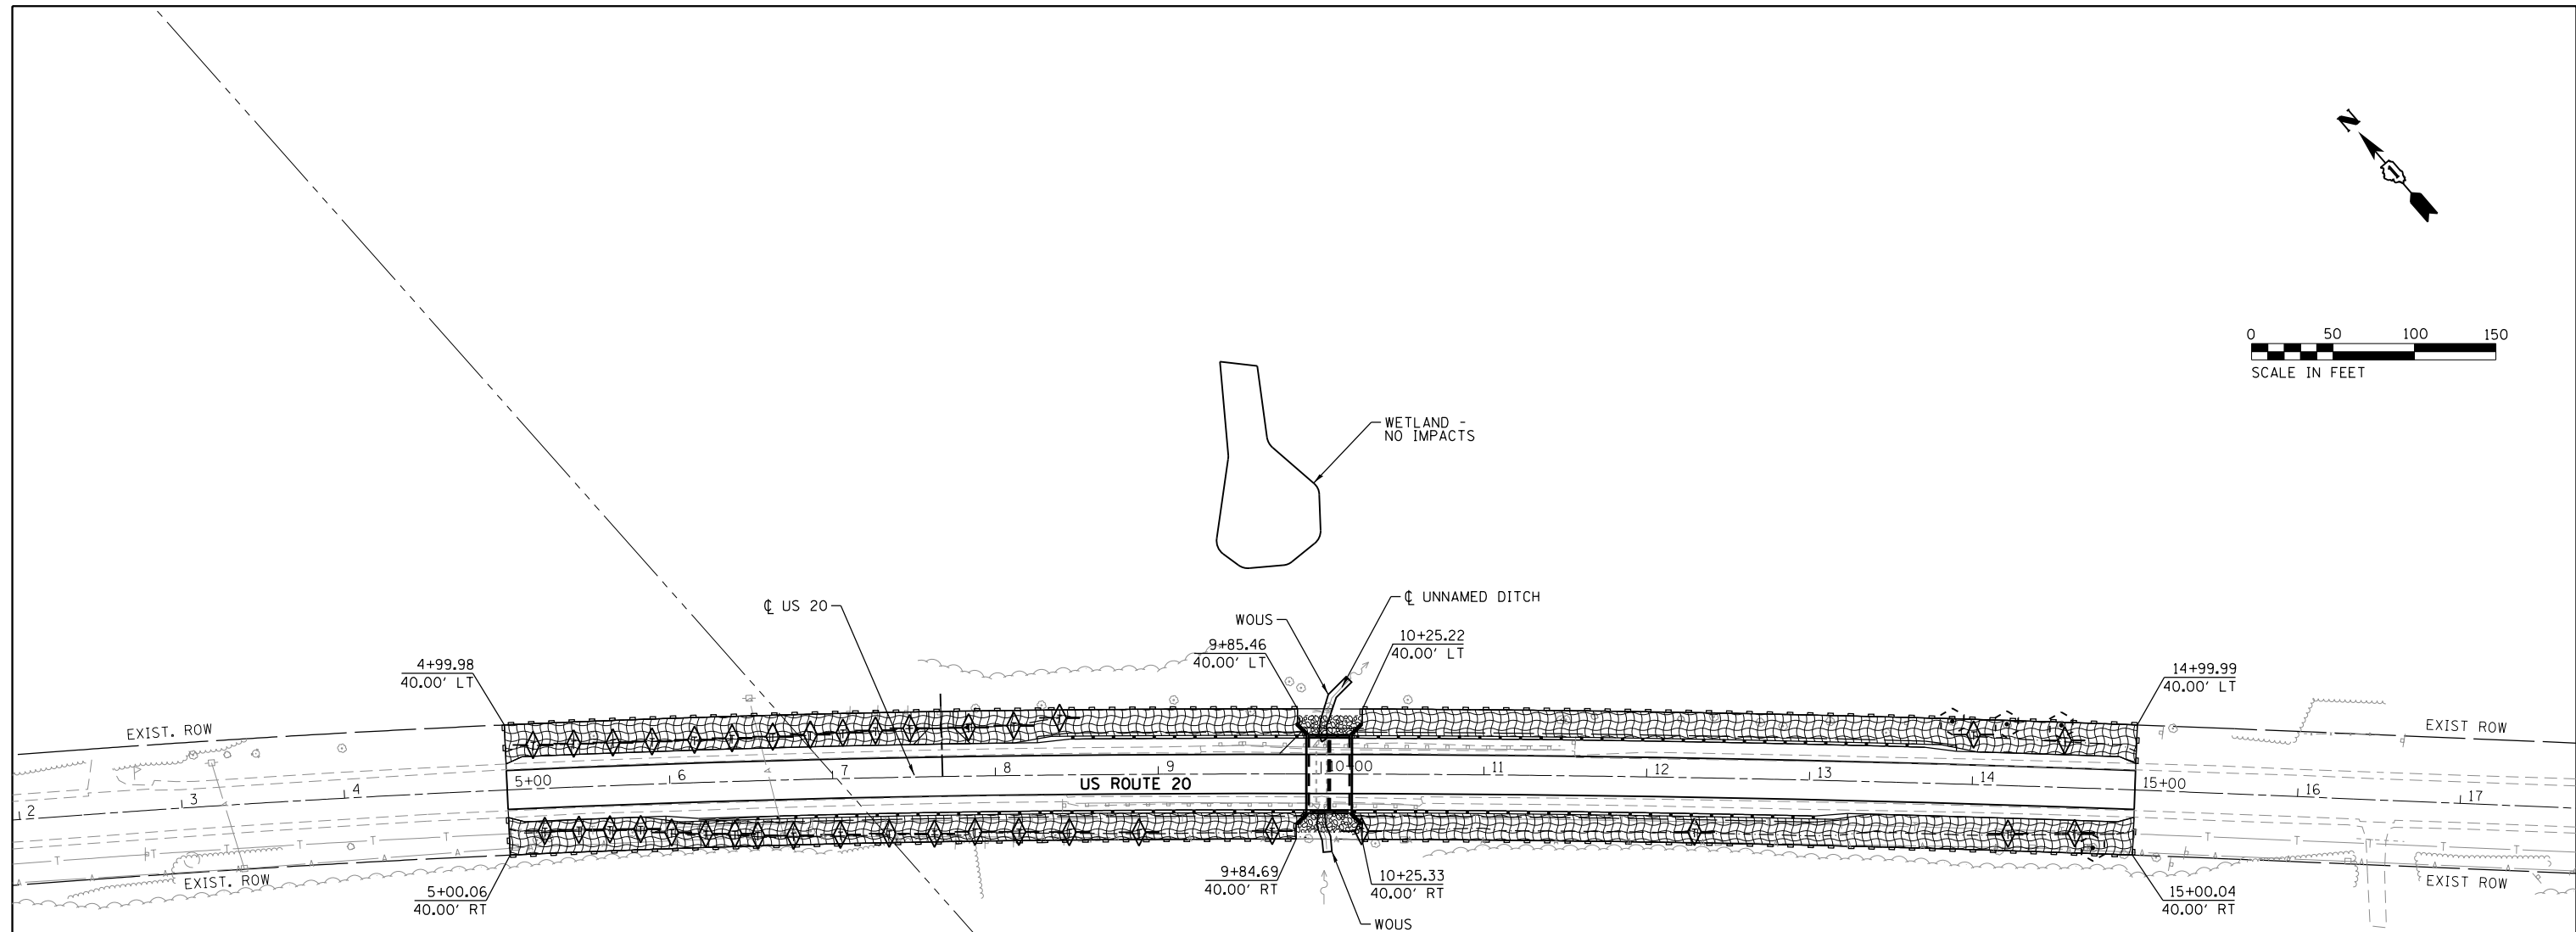 N
0 50 100 150
SCALE IN FEET
WETLAND -
NO IMPACTS
℄ US 20
℄ UNNAMED DITCH
WOUS
9+85.46
40.00' LT
10+25.22
40.00' LT
4+99.98
40.00' LT
14+99.99
40.00' LT
EXIST. ROW
EXIST ROW
2 3 4 5+00 6 7 8 9 10+00 11 12 13 14 15+00 16 17
US ROUTE 20
EXIST. ROW
EXIST ROW
5+00.06
40.00' RT
9+84.69
40.00' RT
10+25.33
40.00' RT
15+00.04
40.00' RT
WOUS